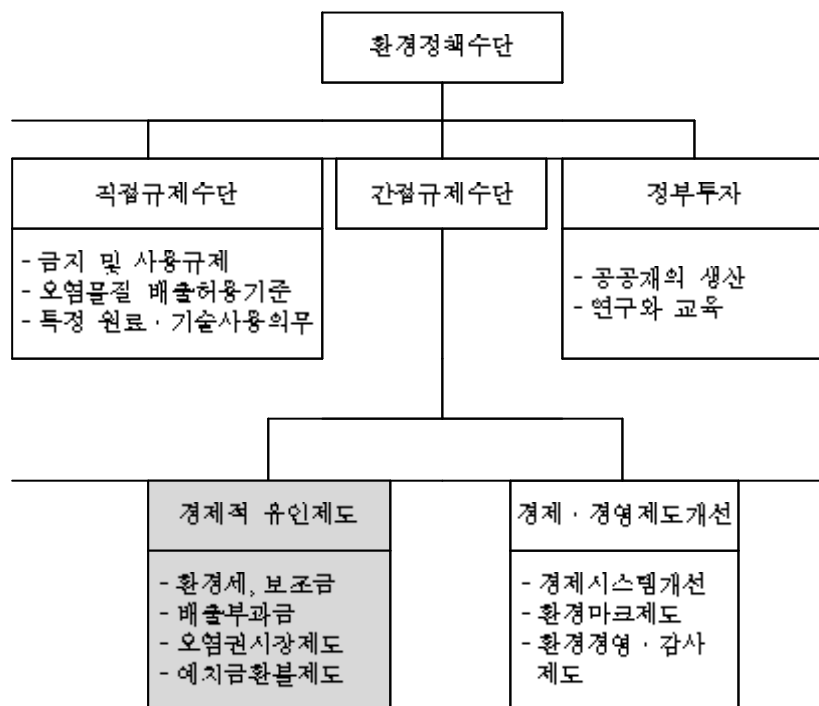 환경정책수단
직접규제수단
- 금지 및 사용규제
- 오염물질 배출허용기준
- 특정 원료 · 기술사용의무
간접규제수단
정부투자
- 공공재의 생산
- 연구와 교육
경제적 유인제도
- 환경세, 보조금
- 배출부과금
- 오염권시장제도
- 예치금환불제도
경제 · 경영제도개선
- 경제시스템개선
- 환경마크제도
- 환경경영 · 감사
제도